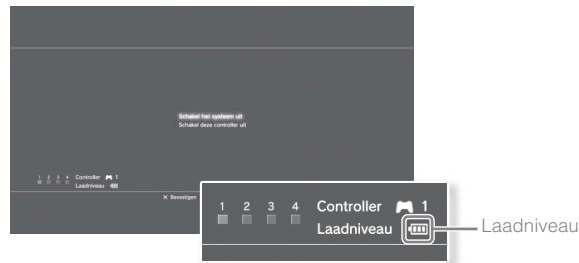 Schakel het systeem uit
Schakel deze controller uit
1 2 3 4 Controller 1
Laadniveau
X Bevestigen
1 2 3 4 Controller 1
Laadniveau
Laadniveau